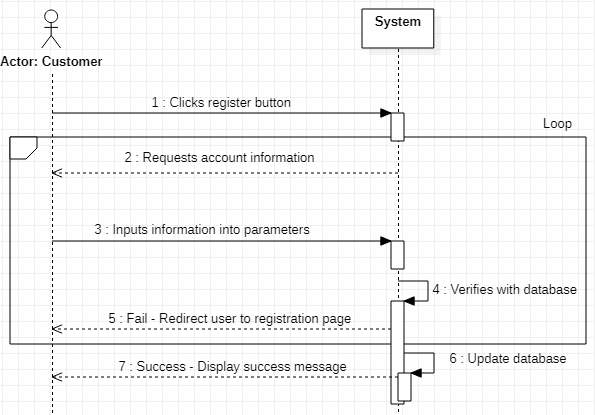 System
Actor: Customer
1 : Clicks register button
Loop
2 : Requests account information
3 : Inputs information into parameters
4 : Verifies with database
5 : Fail - Redirect user to registration page
6 : Update database
7 : Success - Display success message